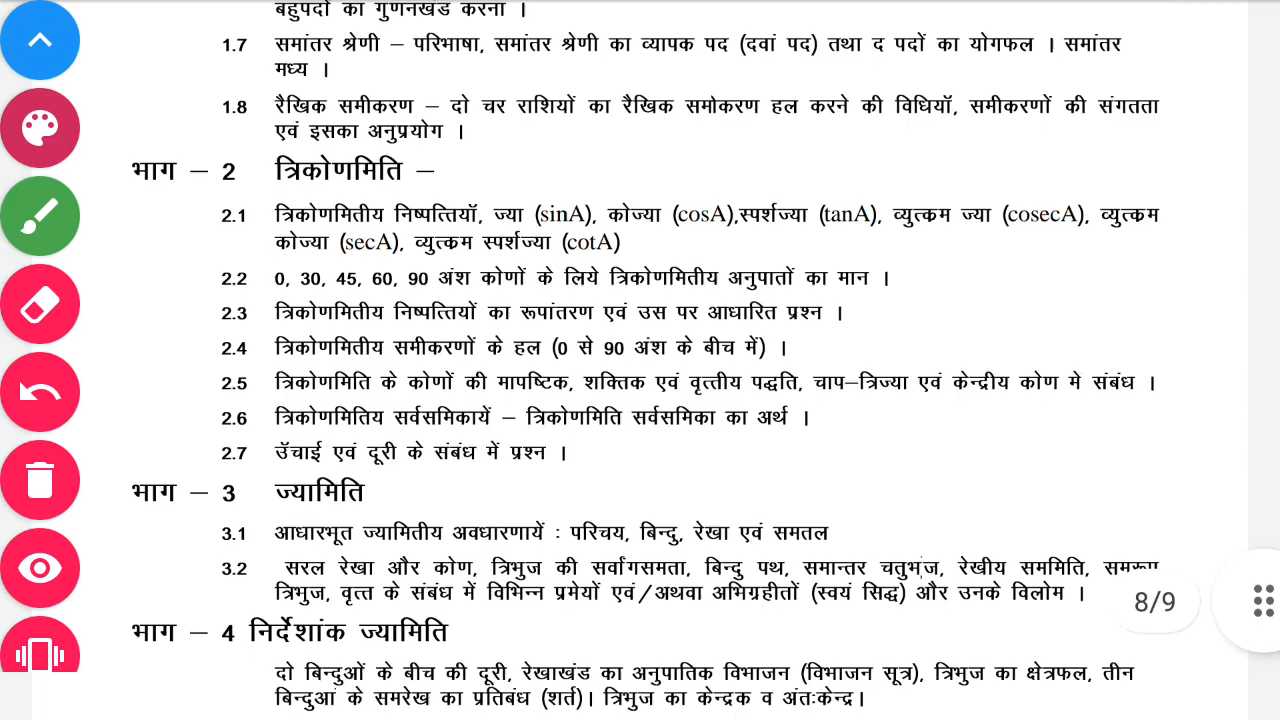 बहुपदों का गुणनखंड करना ।
1.7 समांतर श्रेणी – परिभाषा, समांतर श्रेणी का व्यापक पद (दवां पद) तथा द पदों का योगफल । समांतर
मध्य ।
1.8 रैखिक समीकरण – दो चर राशियों का रैखिक समोकरण हल करने की विधियॉ, समीकरणों की संगतता
एवं इसका अनुप्रयोग ।
भाग – 2 त्रिकोणमिति –
2.1 त्रिकोणमितीय निष्पत्तियॉ, ज्या (sinA), कोज्या (cosA),स्पर्शज्या (tanA), व्युत्क्रम ज्या (cosecA), व्युत्क्रम
कोज्या (secA), व्युत्क्रम स्पर्शज्या (cotA)
2.2 0, 30, 45, 60, 90 अंश कोणों के लिये त्रिकोणमितीय अनुपातों का मान ।
2.3 त्रिकोणमितीय निष्पत्तियों का रूपांतरण एवं उस पर आधारित प्रश्न ।
2.4 त्रिकोणमितीय समीकरणों के हल (0 से 90 अंश के बीच में) ।
2.5 त्रिकोणमिति के कोणों की मापष्टिक, शक्तिक एवं वृत्तीय पद्धति, चाप–त्रिज्या एवं केन्द्रीय कोण मे संबंध ।
2.6 त्रिकोणमितिय सर्वसमिकायें – त्रिकोणमिति सर्वसमिका का अर्थ ।
2.7 उॅचाई एवं दूरी के संबंध में प्रश्न ।
भाग – 3 ज्यामिति
3.1 आधारभूत ज्यामितीय अवधारणायें : परिचय, बिन्दु, रेखा एवं समतल
3.2 सरल रेखा और कोण, त्रिभुज की सर्वांगसमता, बिन्दु पथ, समान्तर चतुर्भुज, रेखीय सममिति, समरूप
त्रिभुज, वृत्त के संबंध में विभिन्न प्रमेयों एवं/अथवा अभिग्रहीतों (स्वयं सिद्ध) और उनके विलोम ।
8/9
भाग – 4 निर्देशांक ज्यामिति
दो बिन्दुओं के बीच की दूरी, रेखाखंड का अनुपातिक विभाजन (विभाजन सूत्र), त्रिभुज का क्षेत्रफल, तीन
बिन्दुआं के समरेख का प्रतिबंध (शर्त)। त्रिभुज का केन्द्रक व अंतःकेन्द्र।